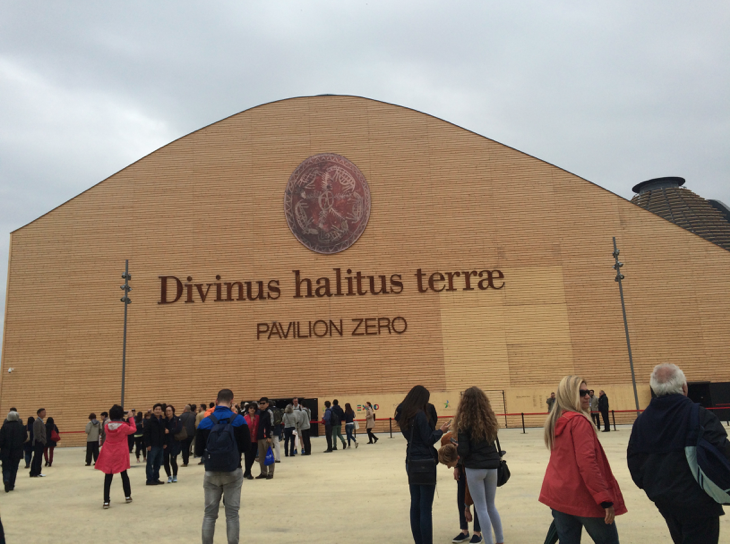 Divinus halitus terræ
PAVILION ZERO